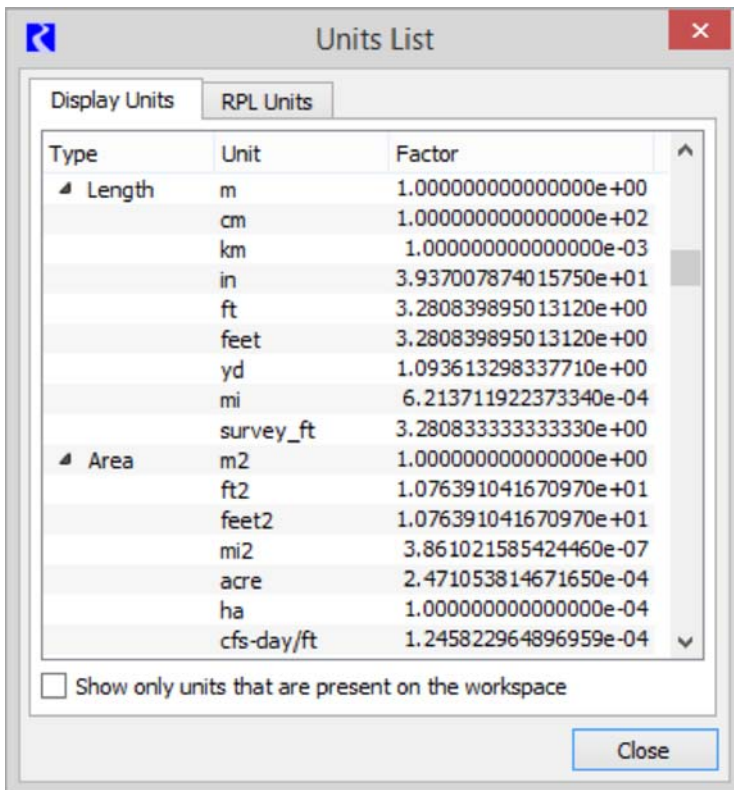 Units List
Display Units RPL Units
Type Unit Factor
Length m 1.000000000000000e+00
cm 1.000000000000000e+02
km 1.000000000000000e-03
in 3.937007874015750e+01
ft 3.280839895013120e+00
feet 3.280839895013120e+00
yd 1.093613298337710e+00
mi 6.213711922373340e-04
survey_ft 3.280833333333330e+00
Area m2 1.000000000000000e+00
ft2 1.076391041670970e+01
feet2 1.076391041670970e+01
mi2 3.861021585424460e-07
acre 2.471053814671650e-04
ha 1.000000000000000e-04
cfs-day/ft 1.245822964896959e-04
Show only units that are present on the workspace
Close